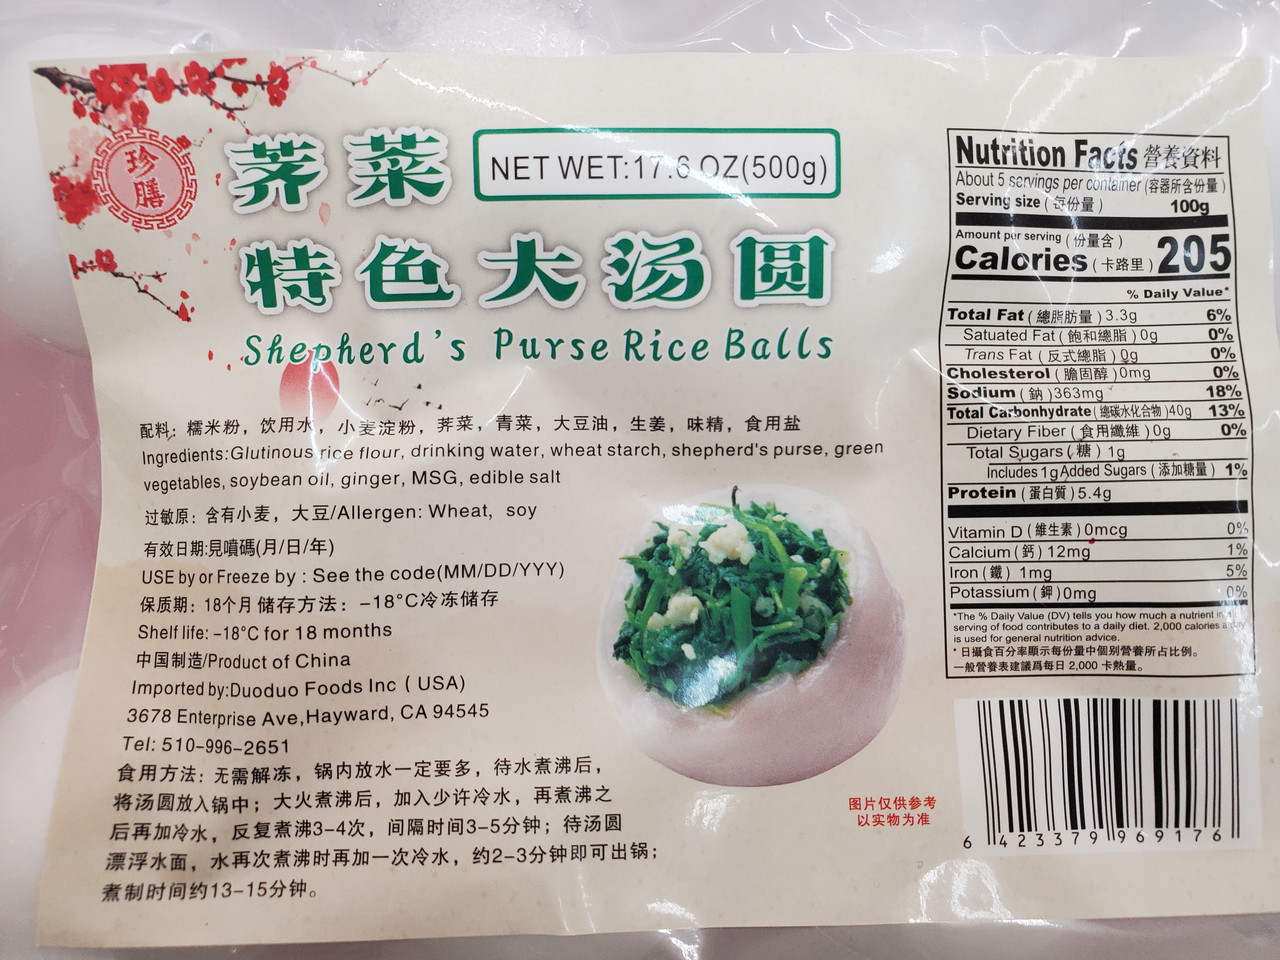 珍膳
荠菜
NET WET:17.6 OZ(500g)
特色大汤圆
Shepherd's Purse Rice Balls
配料：糯米粉，饮用水，小麦淀粉，荠菜，青菜，大豆油，生姜，味精，食用盐
Ingredients:Glutinous rice flour, drinking water, wheat starch, shepherd's purse, green
vegetables, soybean oil, ginger, MSG, edible salt
过敏原：含有小麦，大豆/Allergen: Wheat, soy
有效日期:見噴碼(月/日/年)
USE by or Freeze by : See the code(MM/DD/YYY)
保质期：18个月 储存方法：-18°C冷冻储存
Shelf life: -18°C for 18 months
中国制造/Product of China
Imported by:Duoduo Foods Inc ( USA)
3678 Enterprise Ave,Hayward, CA 94545
Tel: 510-996-2651
食用方法：无需解冻，锅内放水一定要多，待水煮沸后，
将汤圆放入锅中；大火煮沸后，加入少许冷水，再煮沸之
后再加冷水，反复煮沸3-4次，间隔时间3-5分钟；待汤圆
漂浮水面，水再次煮沸时再加一次冷水，约2-3分钟即可出锅；
煮制时间约13-15分钟。
图片仅供参考
以实物为准
Nutrition Facts 營養資料
About 5 servings per container (容器所含份量)
Serving size (每份量) 100g
Amount per serving (份量含)
Calories (卡路里) 205
% Daily Value*
Total Fat (總脂肪量) 3.3g 6%
Satuated Fat (飽和總脂) 0g 0%
Trans Fat (反式總脂) 0g 0%
Cholesterol (膽固醇) 0mg 0%
Sodium (鈉) 363mg 18%
Total Carbonhydrate (總碳水化合物) 40g 13%
Dietary Fiber (食用纖維) 0g 0%
Total Sugars (糖) 1g
Includes 1g Added Sugars (添加糖量) 1%
Protein (蛋白質) 5.4g
Vitamin D (維生素) 0mcg 0%
Calcium (鈣) 12mg 1%
Iron (鐵) 1mg 5%
Potassium (鉀) 0mg 0%
*The % Daily Value (DV) tells you how much a nutrient in a
serving of food contributes to a daily diet. 2,000 calories a day
is used for general nutrition advice.
* 日攝食百分率顯示每份量中個別營養所占比例。
一般營養表建議爲每日 2,000 卡熱量。
6 42337996917 6